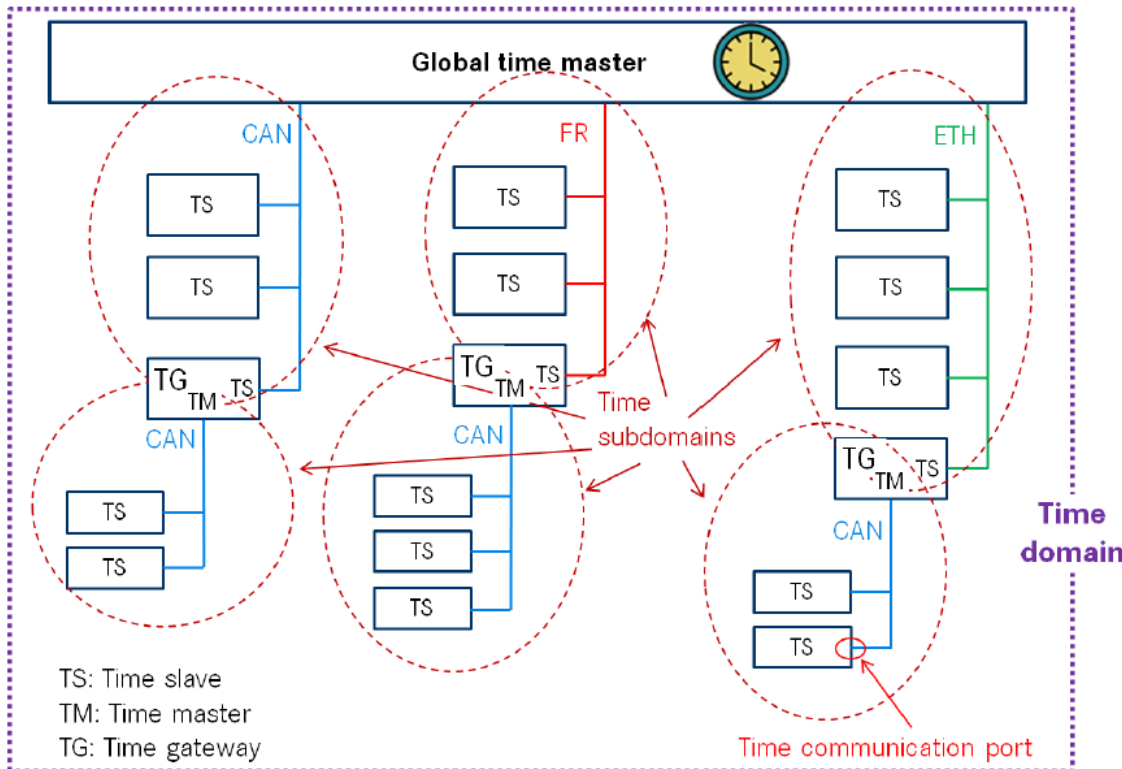 Global time master
CAN
FR
ETH
TS
TS
TS
TS
TS
TS
TS
TG
TM
TS
TG
TM
TS
Time
subdomains
TG
TM
TS
CAN
CAN
CAN
TS
TS
TS
TS
TS
TS
TS
Time
domain
TS: Time slave
TM: Time master
TG: Time gateway
Time communication port